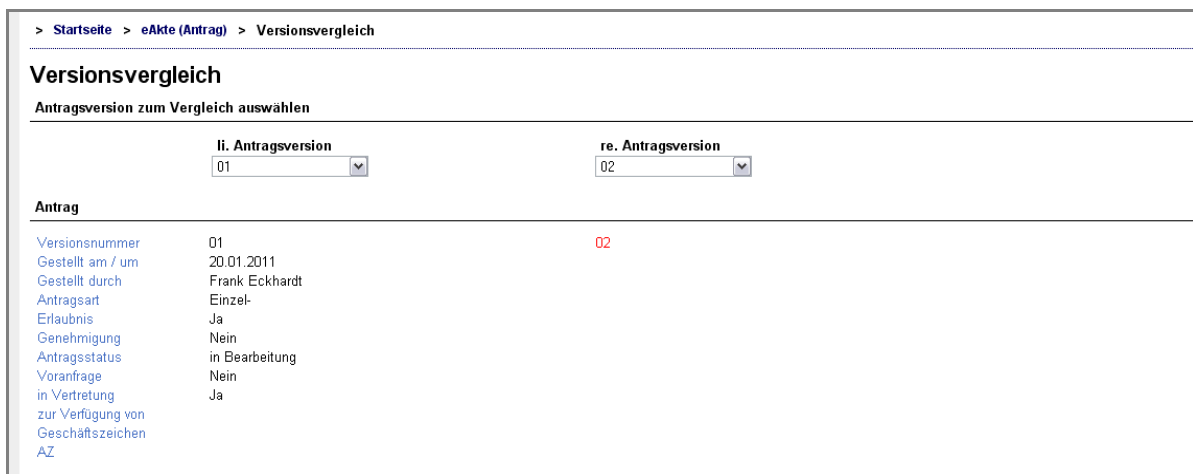 > Startseite > eAkte (Antrag) > Versionsvergleich
Versionsvergleich
Antragsversion zum Vergleich auswählen
li. Antragsversion re. Antragsversion
01 02
Antrag
Versionsnummer 01 02
Gestellt am / um 20.01.2011
Gestellt durch Frank Eckhardt
Antragsart Einzel-
Erlaubnis Ja
Genehmigung Nein
Antragsstatus in Bearbeitung
Voranfrage Nein
in Vertretung Ja
zur Verfügung von
Geschäftszeichen
AZ